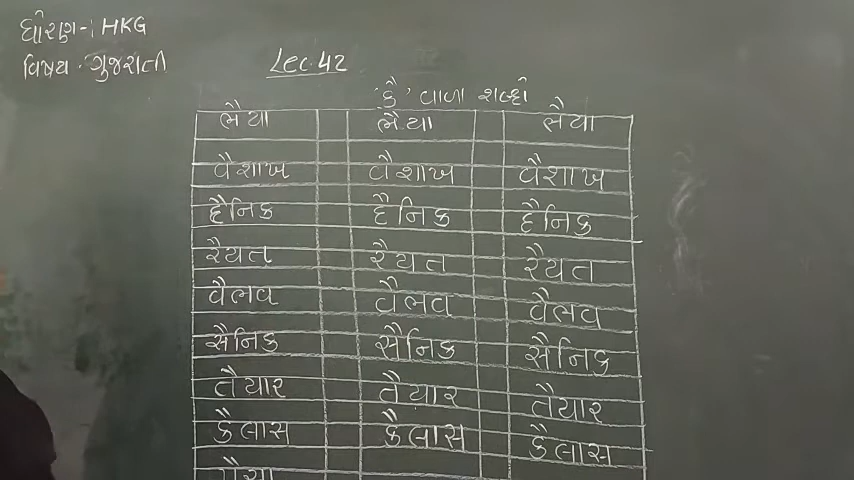 ધોરણ-: HKG
વિષય - ગુજરાતી
Lec. 42
'કૈ' વાળા શબ્દો
ભૈયા ભૈયા ભૈયા
વૈશાખ વૈશાખ વૈશાખ
દૈનિક દૈનિક દૈનિક
રૈયત રૈયત રૈયત
વૈભવ વૈભવ વૈભવ
સૈનિક સૈનિક સૈનિક
તૈયાર તૈયાર તૈયાર
કૈલાસ કૈલાસ કૈલાસ